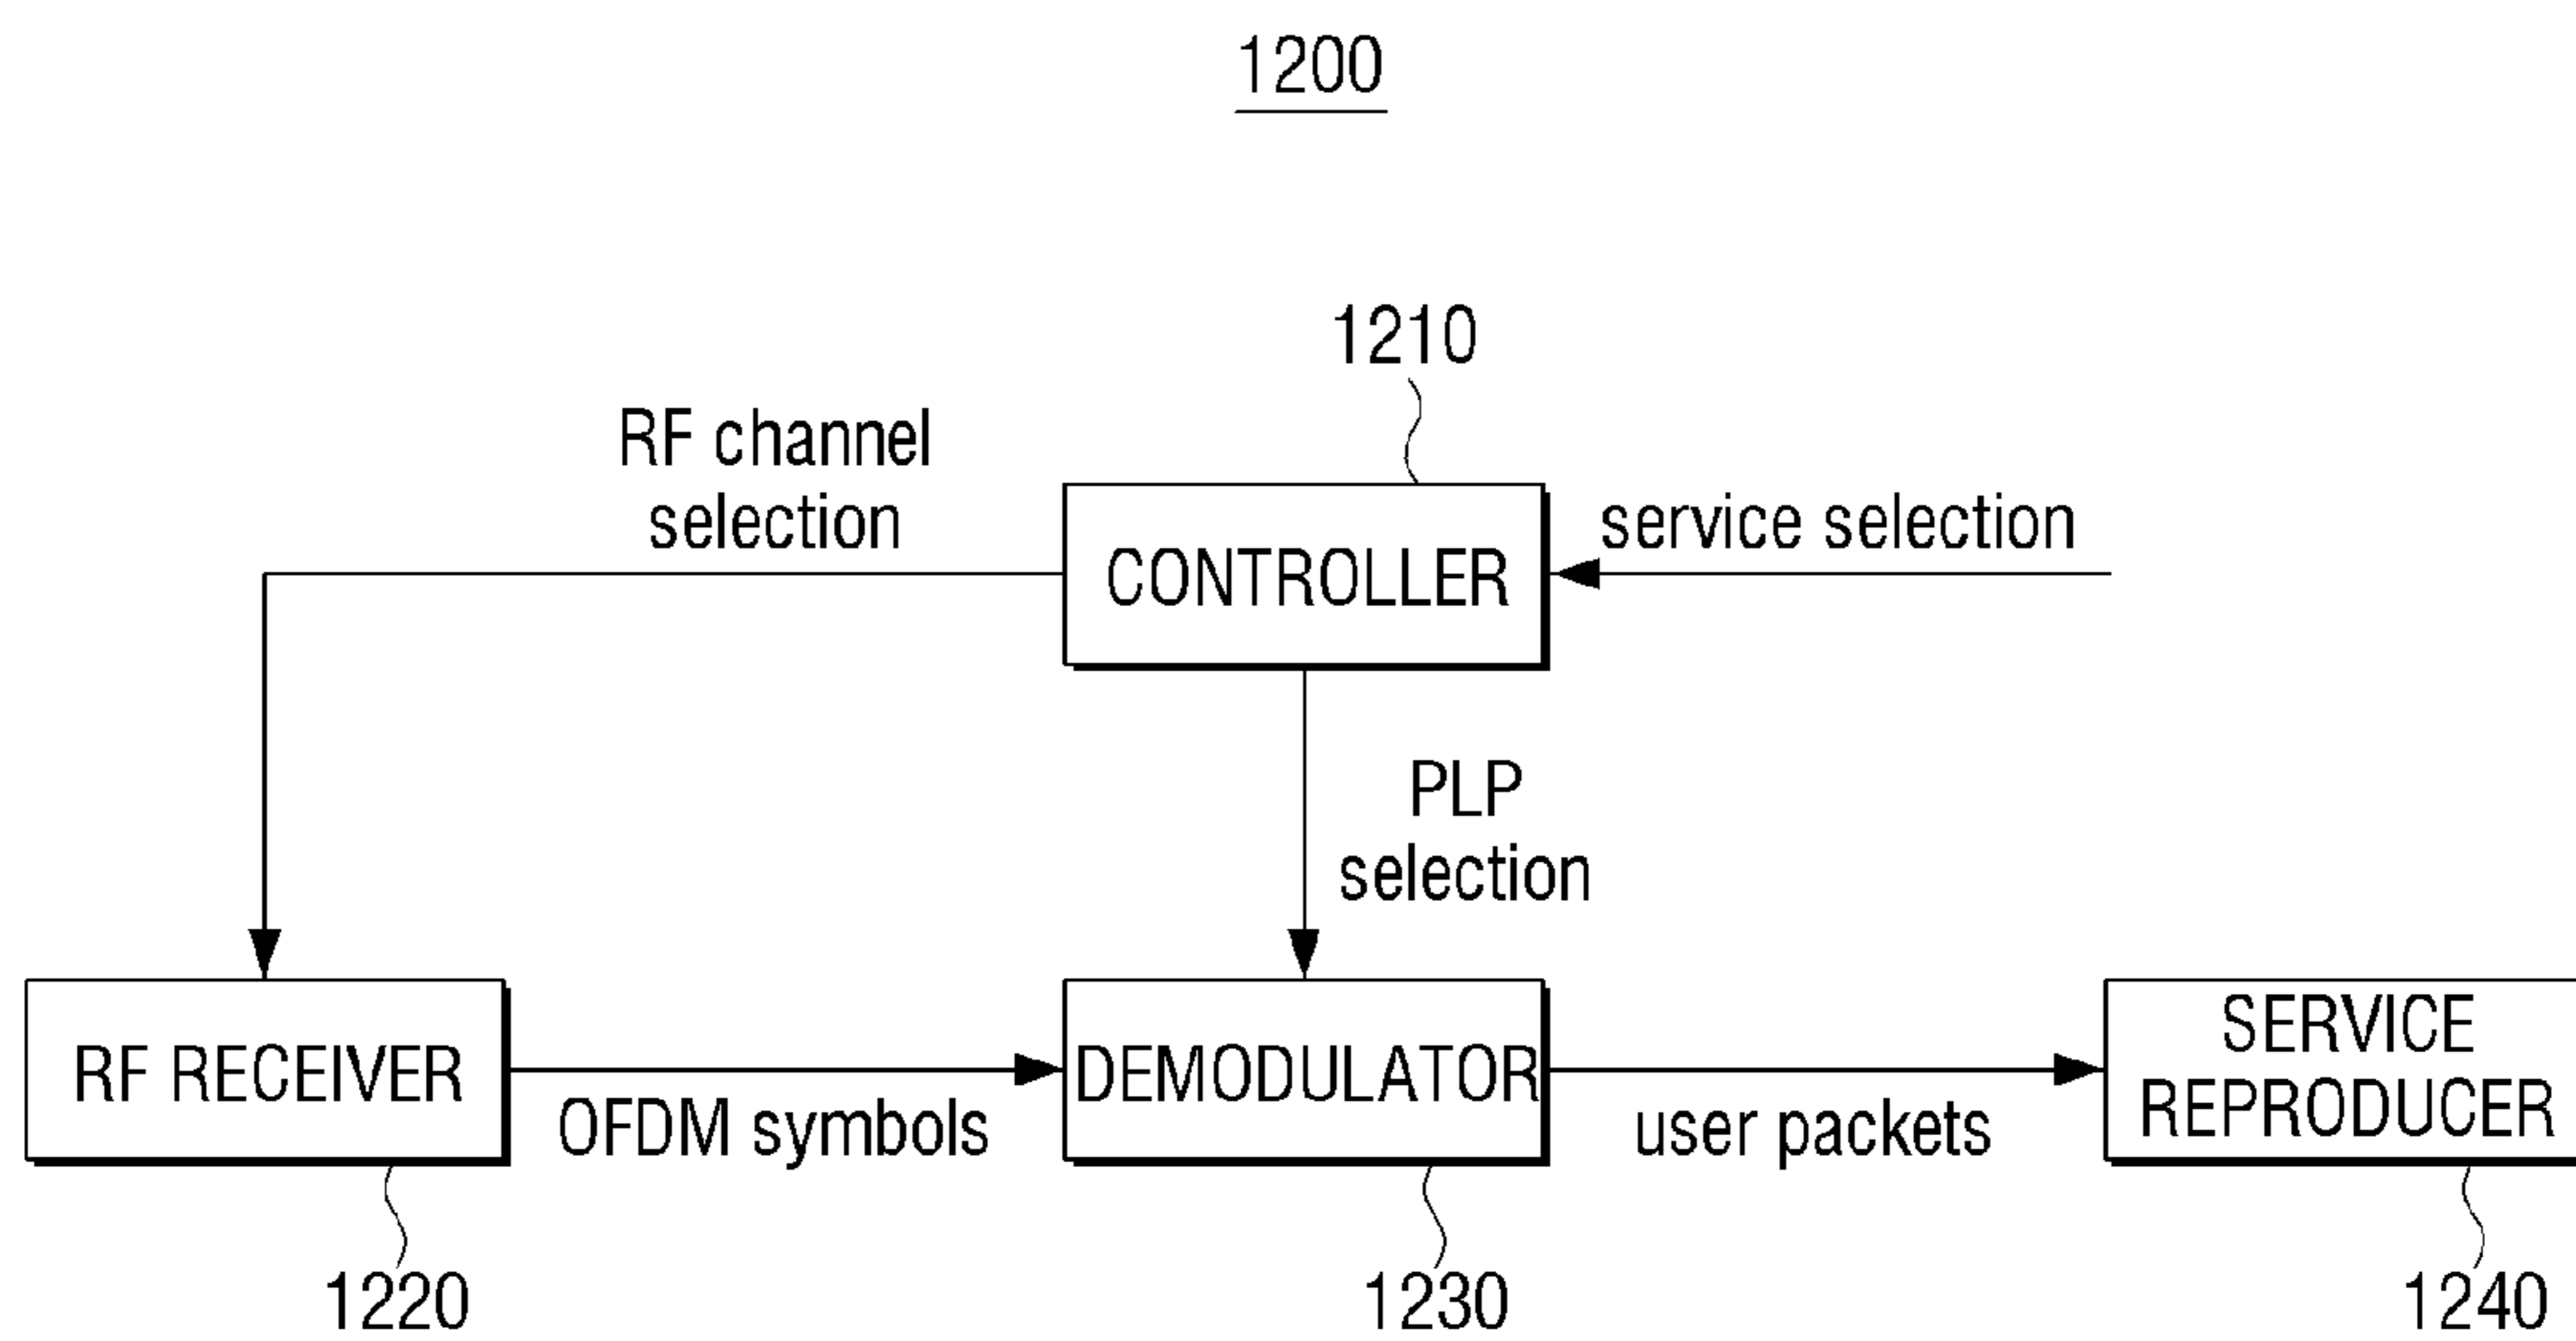 1200
1210
RF channel
selection
CONTROLLER
service selection
PLP
selection
RF RECEIVER
OFDM symbols
DEMODULATOR
user packets
SERVICE
REPRODUCER
1220
1230
1240